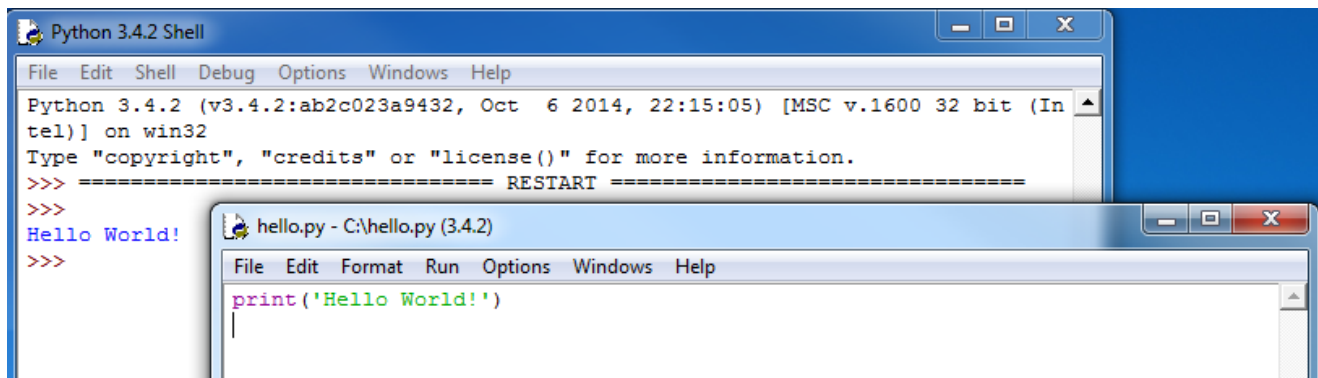 Python 3.4.2 Shell
File Edit Shell Debug Options Windows Help
Python 3.4.2 (v3.4.2:ab2c023a9432, Oct  6 2014, 22:15:05) [MSC v.1600 32 bit (In
tel)] on win32
Type "copyright", "credits" or "license()" for more information.
>>> ================================ RESTART ================================
>>>
Hello World!
>>>
hello.py - C:\hello.py (3.4.2)
File Edit Format Run Options Windows Help
print('Hello World!')